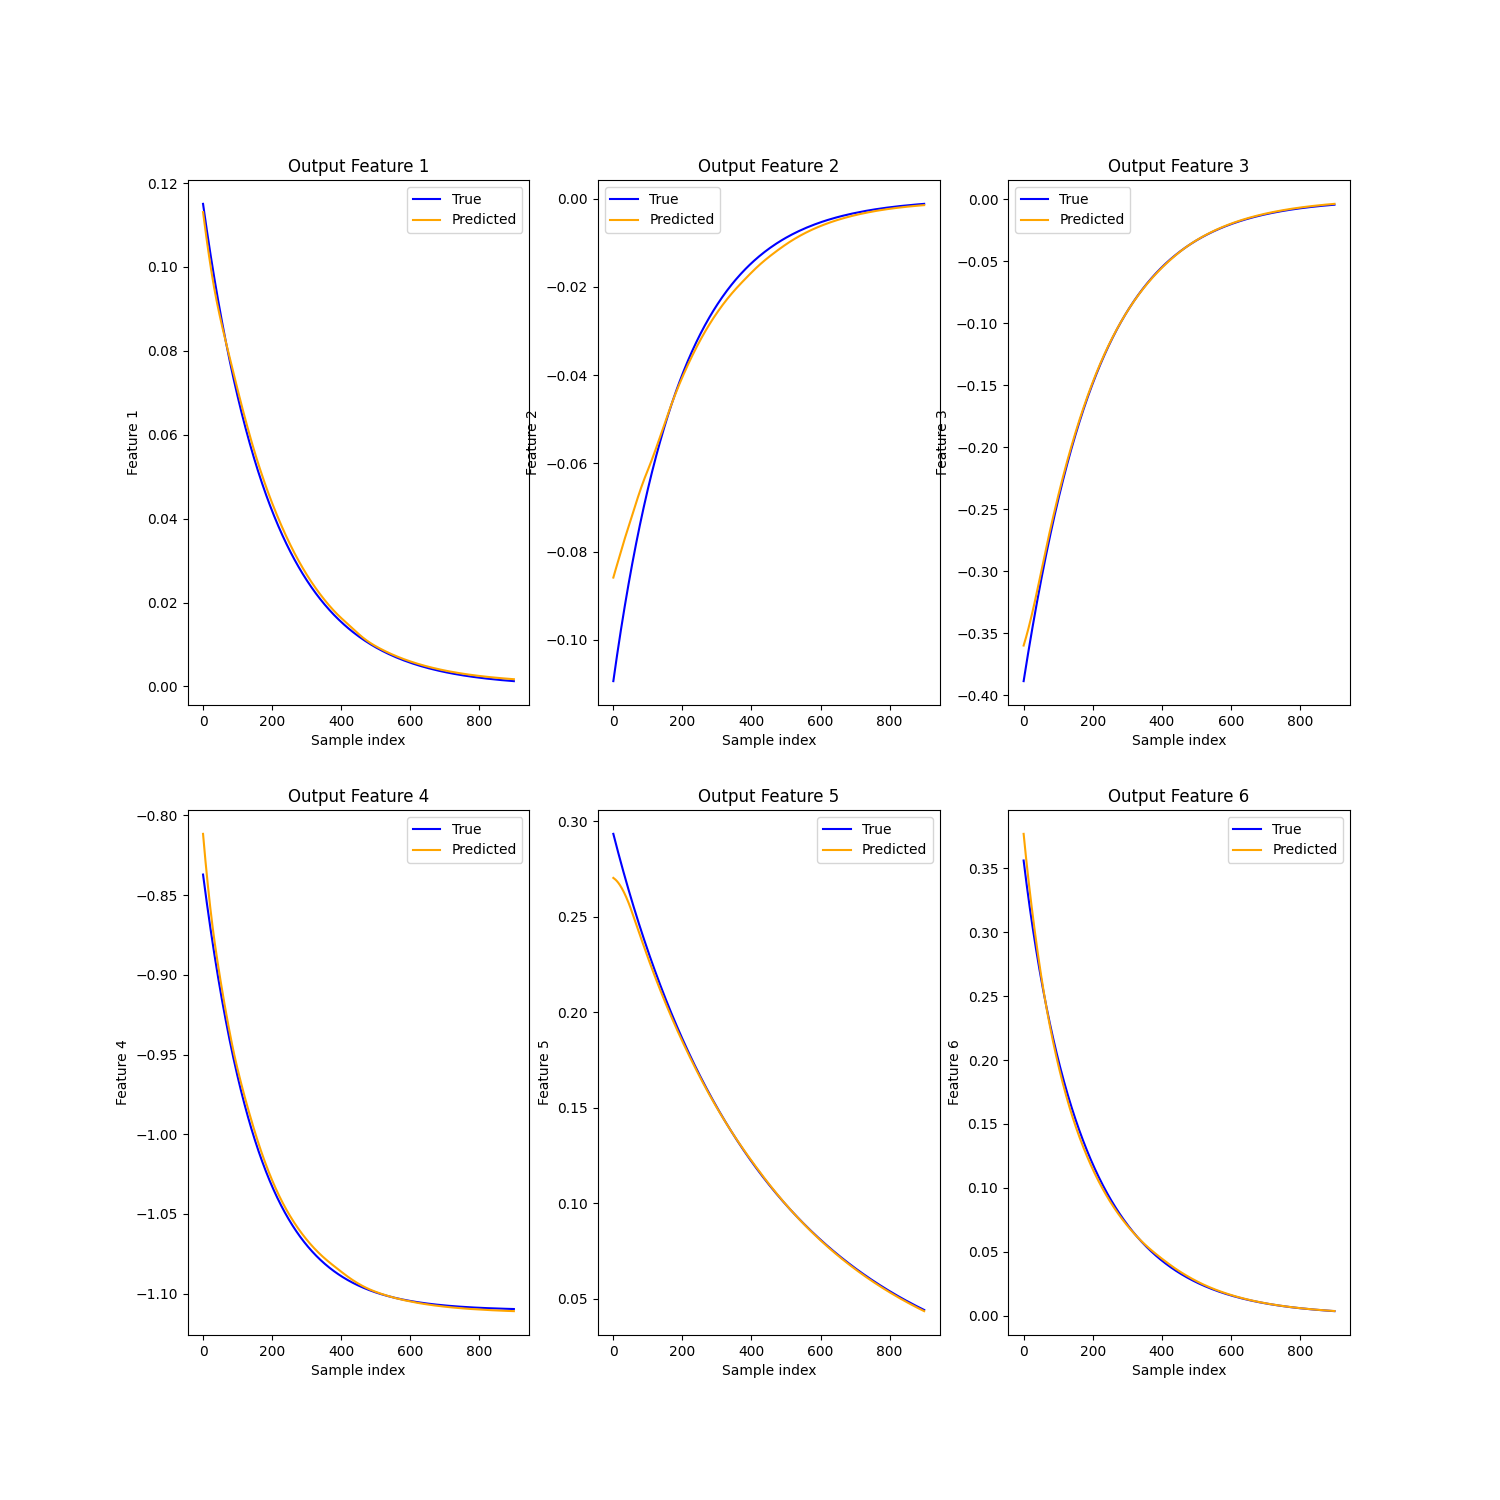 Output Feature 1
True
Predicted
0.12
0.10
0.08
0.06
0.04
0.02
0.00
Feature 1
0
200
400
600
800
Sample index
Output Feature 2
True
Predicted
0.00
−0.02
−0.04
−0.06
−0.08
−0.10
Feature 2
0
200
400
600
800
Sample index
Output Feature 3
True
Predicted
0.00
−0.05
−0.10
−0.15
−0.20
−0.25
−0.30
−0.35
−0.40
Feature 3
0
200
400
600
800
Sample index
Output Feature 4
True
Predicted
−0.80
−0.85
−0.90
−0.95
−1.00
−1.05
−1.10
Feature 4
0
200
400
600
800
Sample index
Output Feature 5
True
Predicted
0.30
0.25
0.20
0.15
0.10
0.05
Feature 5
0
200
400
600
800
Sample index
Output Feature 6
True
Predicted
0.35
0.30
0.25
0.20
0.15
0.10
0.05
0.00
Feature 6
0
200
400
600
800
Sample index